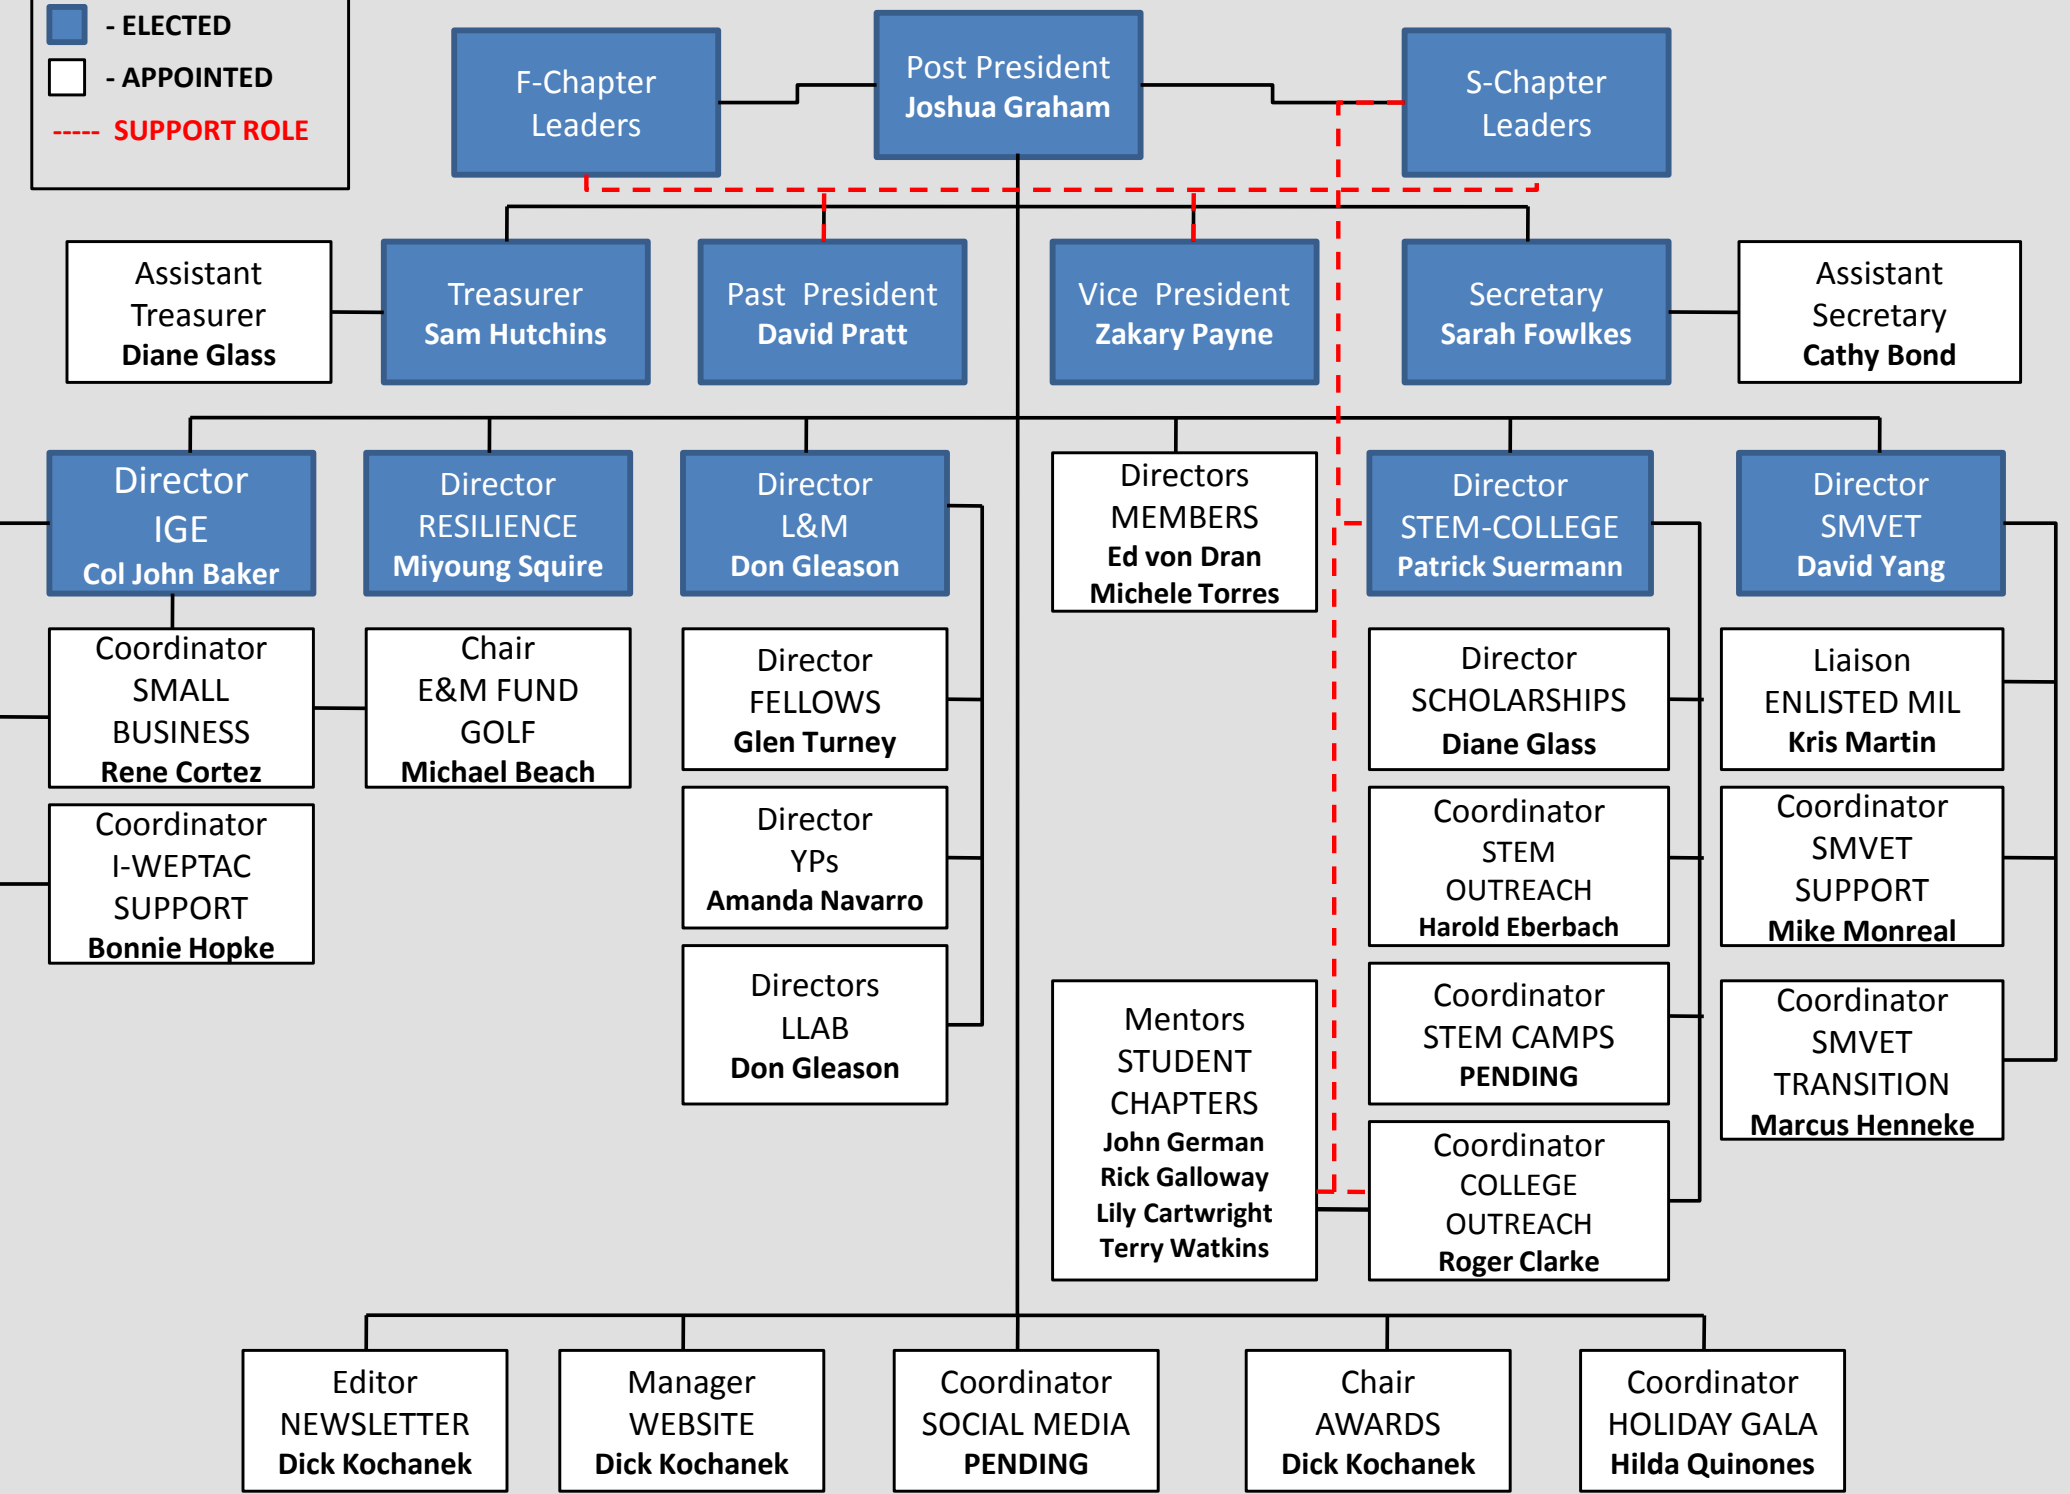 - ELECTED
- APPOINTED
----- SUPPORT ROLE
F-Chapter
Leaders
Post President
Joshua Graham
S-Chapter
Leaders
Assistant
Treasurer
Diane Glass
Treasurer
Sam Hutchins
Past President
David Pratt
Vice President
Zakary Payne
Secretary
Sarah Fowlkes
Assistant
Secretary
Cathy Bond
Director
IGE
Col John Baker
Director
RESILIENCE
Miyoung Squire
Director
L&M
Don Gleason
Directors
MEMBERS
Ed von Dran
Michele Torres
Director
STEM-COLLEGE
Patrick Suermann
Director
SMVET
David Yang
Coordinator
SMALL
BUSINESS
Rene Cortez
Chair
E&M FUND
GOLF
Michael Beach
Director
FELLOWS
Glen Turney
Director
SCHOLARSHIPS
Diane Glass
Liaison
ENLISTED MIL
Kris Martin
Coordinator
I-WEPTAC
SUPPORT
Bonnie Hopke
Director
YPs
Amanda Navarro
Coordinator
STEM
OUTREACH
Harold Eberbach
Coordinator
SMVET
SUPPORT
Mike Monreal
Directors
LLAB
Don Gleason
Mentors
STUDENT
CHAPTERS
John German
Rick Galloway
Lily Cartwright
Terry Watkins
Coordinator
STEM CAMPS
PENDING
Coordinator
SMVET
TRANSITION
Marcus Henneke
Coordinator
COLLEGE
OUTREACH
Roger Clarke
Editor
NEWSLETTER
Dick Kochanek
Manager
WEBSITE
Dick Kochanek
Coordinator
SOCIAL MEDIA
PENDING
Chair
AWARDS
Dick Kochanek
Coordinator
HOLIDAY GALA
Hilda Quinones